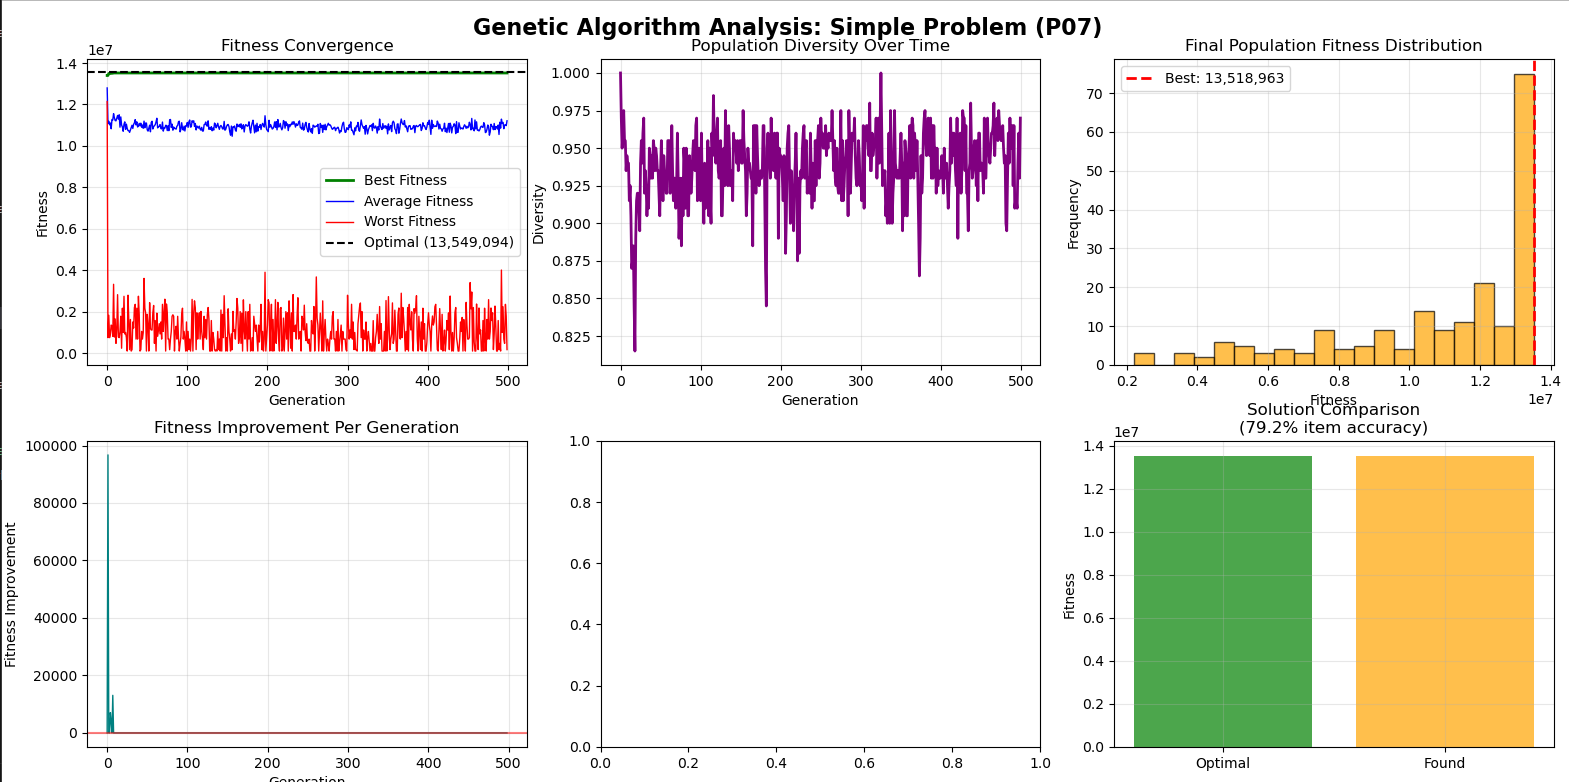 Genetic Algorithm Analysis: Simple Problem (P07)
Fitness Convergence
1e7
1.4
1.2
1.0
0.8
0.6
0.4
0.2
0.0
Fitness
Best Fitness
Average Fitness
Worst Fitness
Optimal (13,549,094)
0 100 200 300 400 500
Generation
Population Diversity Over Time
1.000
0.975
0.950
0.925
0.900
0.875
0.850
0.825
Diversity
0 100 200 300 400 500
Generation
Final Population Fitness Distribution
Best: 13,518,963
70
60
50
40
30
20
10
0
Frequency
0.2 0.4 0.6 0.8 1.0 1.2 1.4
Fitness
1e7
Fitness Improvement Per Generation
100000
80000
60000
40000
20000
0
Fitness Improvement
0 100 200 300 400 500
Generation
1.0
0.8
0.6
0.4
0.2
0.0
0.0 0.2 0.4 0.6 0.8 1.0
Solution Comparison
(79.2% item accuracy)
1e7
1.4
1.2
1.0
0.8
0.6
0.4
0.2
0.0
Fitness
Optimal Found